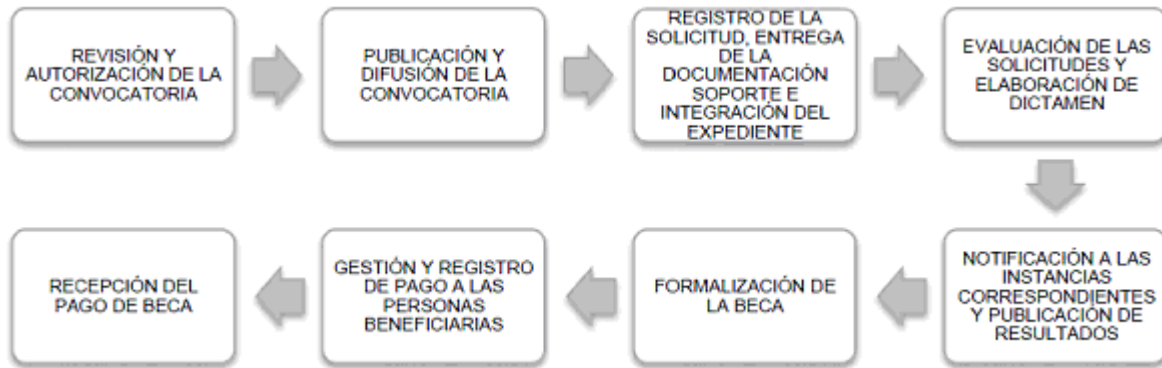 REVISIÓN Y
AUTORIZACIÓN DE LA
CONVOCATORIA
PUBLICACIÓN Y
DIFUSIÓN DE LA
CONVOCATORIA
REGISTRO DE LA
SOLICITUD, ENTREGA
DE LA
DOCUMENTACIÓN
SOPORTE E
INTEGRACIÓN DEL
EXPEDIENTE
EVALUACIÓN DE LAS
SOLICITUDES Y
ELABORACIÓN DE
DICTAMEN
NOTIFICACIÓN A LAS
INSTANCIAS
CORRESPONDIENTES
Y PUBLICACIÓN DE
RESULTADOS
FORMALIZACIÓN DE
LA BECA
GESTIÓN Y REGISTRO
DE PAGO A LAS
PERSONAS
BENEFICIARIAS
RECEPCIÓN DEL
PAGO DE BECA